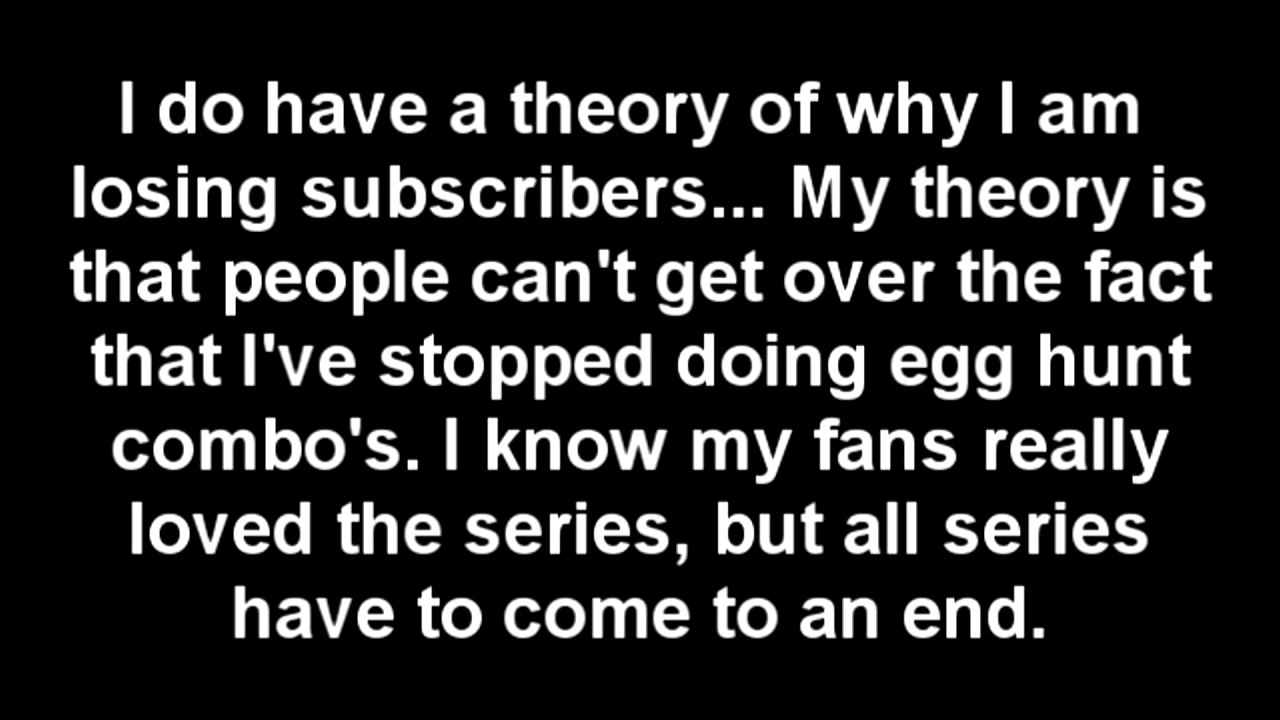 I do have a theory of why I am
losing subscribers... My theory is
that people can't get over the fact
that I've stopped doing egg hunt
combo's. I know my fans really
loved the series, but all series
have to come to an end.